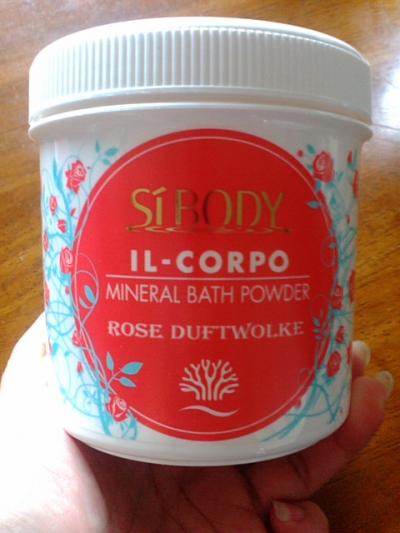 Sí BODY
IL-CORPO
MINERAL BATH POWDER
ROSE DUFTWOLKE